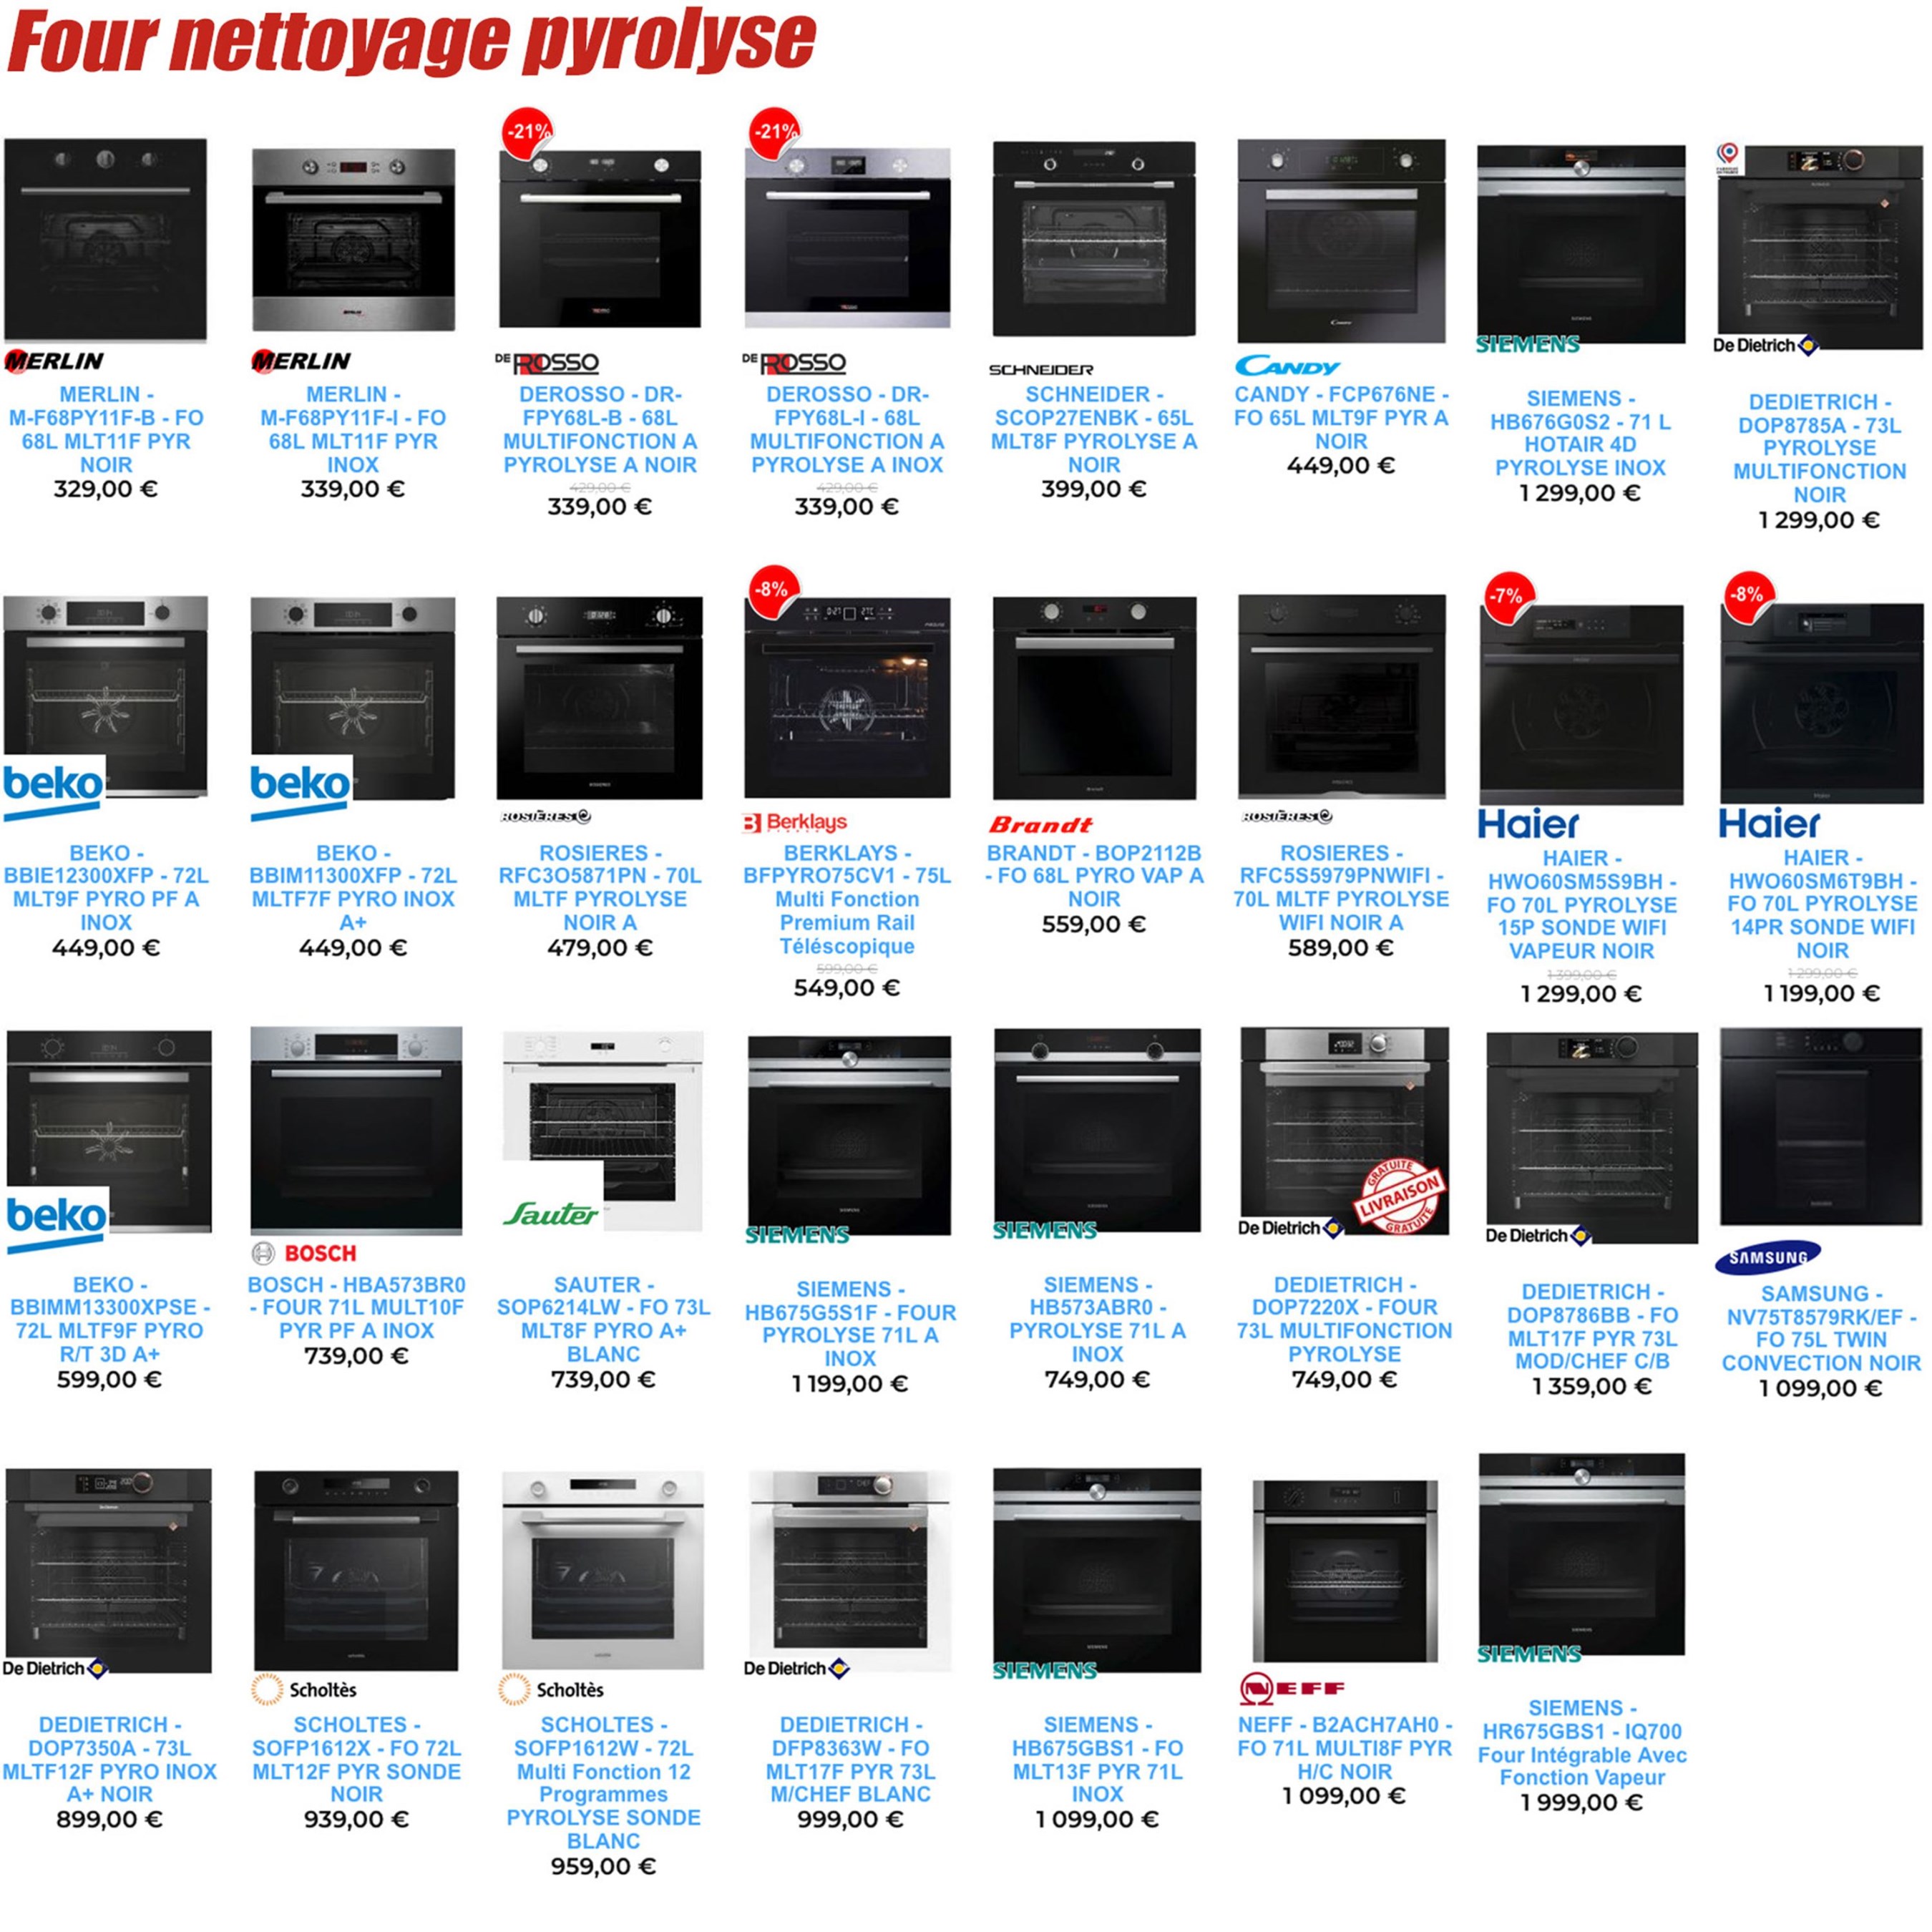 Four nettoyage pyrolyse
MERLIN
MERLIN -
M-F68PY11F-B - FO
68L MLT11F PYR
NOIR
329,00 €
MERLIN
MERLIN -
M-F68PY11F-I - FO
68L MLT11F PYR
INOX
339,00 €
-21%
DE ROSSO
DEROSSO - DR-
FPY68L-B - 68L
MULTIFONCTION A
PYROLYSE A NOIR
429,00 €
339,00 €
-21%
DE ROSSO
DEROSSO - DR-
FPY68L-I - 68L
MULTIFONCTION A
PYROLYSE A INOX
429,00 €
339,00 €
SCHNEIDER
SCHNEIDER -
SCOP27ENBK - 65L
MLT8F PYROLYSE A
NOIR
399,00 €
Candy
CANDY
CANDY - FCP676NE -
FO 65L MLT9F PYR A
NOIR
449,00 €
SIEMENS
SIEMENS
SIEMENS -
HB676G0S2 - 71 L
HOTAIR 4D
PYROLYSE INOX
1 299,00 €
De Dietrich
DEDIETRICH -
DOP8785A - 73L
PYROLYSE
MULTIFONCTION
NOIR
1 299,00 €
beko
BEKO -
BBIE12300XFP - 72L
MLT9F PYRO PF A
INOX
449,00 €
beko
BEKO -
BBIM11300XFP - 72L
MLTF7F PYRO INOX
A+
449,00 €
ROSIÈRES
ROSIERES -
RFC3O5871PN - 70L
MLTF PYROLYSE
NOIR A
479,00 €
-8%
Berklays
BERKLAYS -
BFPYRO75CV1 - 75L
Multi Fonction
Premium Rail
Téléscopique
599,00 €
549,00 €
Brandt
BRANDT - BOP2112B
- FO 68L PYRO VAP A
NOIR
559,00 €
ROSIÈRES
ROSIERES -
RFC5S5979PNWIFI -
70L MLTF PYROLYSE
WIFI NOIR A
589,00 €
-7%
Haier
HAIER -
HWO60SM5S9BH -
FO 70L PYROLYSE
15P SONDE WIFI
VAPEUR NOIR
1 399,00 €
1 299,00 €
-8%
Haier
HAIER -
HWO60SM6T9BH -
FO 70L PYROLYSE
14PR SONDE WIFI
NOIR
1 299,00 €
1 199,00 €
beko
BEKO -
BBIMM13300XPSE -
72L MLTF9F PYRO
R/T 3D A+
599,00 €
BOSCH
BOSCH - HBA573BR0
- FOUR 71L MULT10F
PYR PF A INOX
739,00 €
Sauter
SAUTER -
SOP6214LW - FO 73L
MLT8F PYRO A+
BLANC
739,00 €
SIEMENS
SIEMENS
SIEMENS -
HB675G5S1F - FOUR
PYROLYSE 71L A
INOX
1 199,00 €
SIEMENS
SIEMENS
SIEMENS -
HB573ABR0 -
PYROLYSE 71L A
INOX
749,00 €
GRATUITE
LIVRAISON
GRATUITE
De Dietrich
DEDIETRICH -
DOP7220X - FOUR
73L MULTIFONCTION
PYROLYSE
749,00 €
De Dietrich
DEDIETRICH -
DOP8786BB - FO
MLT17F PYR 73L
MOD/CHEF C/B
1 359,00 €
SAMSUNG
SAMSUNG -
NV75T8579RK/EF -
FO 75L TWIN
CONVECTION NOIR
1 099,00 €
De Dietrich
DEDIETRICH -
DOP7350A - 73L
MLTF12F PYRO INOX
A+ NOIR
899,00 €
Scholtès
SCHOLTES -
SOFP1612X - FO 72L
MLT12F PYR SONDE
NOIR
939,00 €
Scholtès
SCHOLTES -
SOFP1612W - 72L
Multi Fonction 12
Programmes
PYROLYSE SONDE
BLANC
959,00 €
De Dietrich
DEDIETRICH -
DFP8363W - FO
MLT17F PYR 73L
M/CHEF BLANC
999,00 €
SIEMENS
SIEMENS
SIEMENS -
HB675GBS1 - FO
MLT13F PYR 71L
INOX
1 099,00 €
NEFF
NEFF - B2ACH7AH0 -
FO 71L MULTI8F PYR
H/C NOIR
1 099,00 €
SIEMENS
SIEMENS
SIEMENS -
HR675GBS1 - IQ700
Four Intégrable Avec
Fonction Vapeur
1 999,00 €